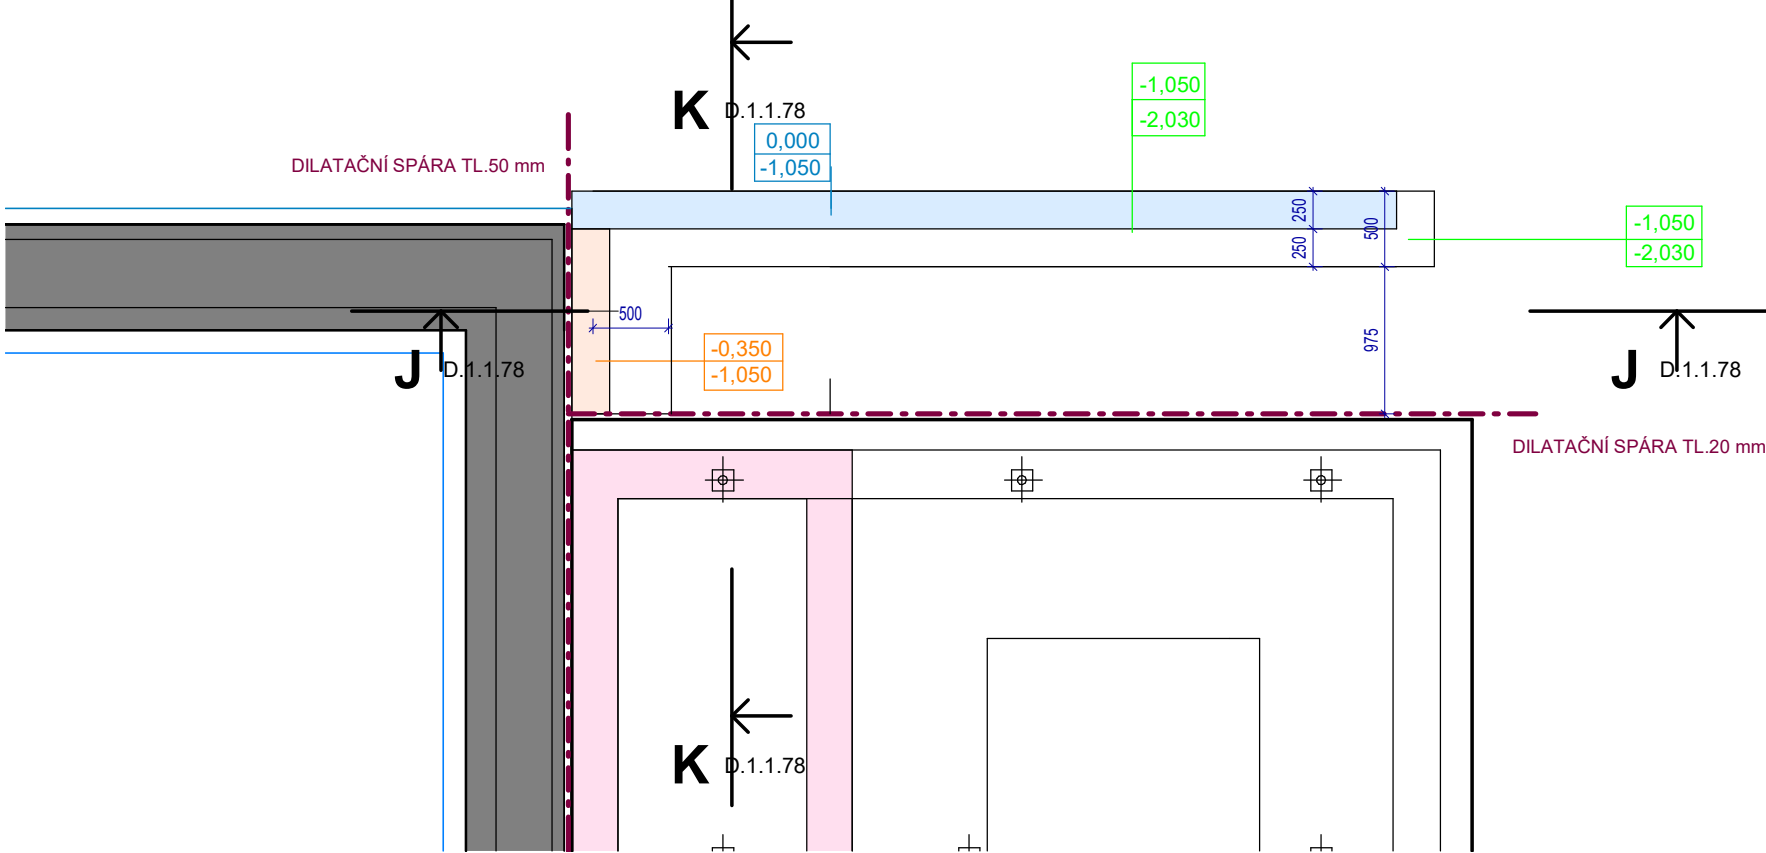 K D.1.1.78
-1,050
-2,030
0,000
-1,050
DILATAČNÍ SPÁRA TL.50 mm
250
500
250
-1,050
-2,030
500
975
-0,350
-1,050
J D.1.1.78
J D.1.1.78
DILATAČNÍ SPÁRA TL.20 mm
K D.1.1.78